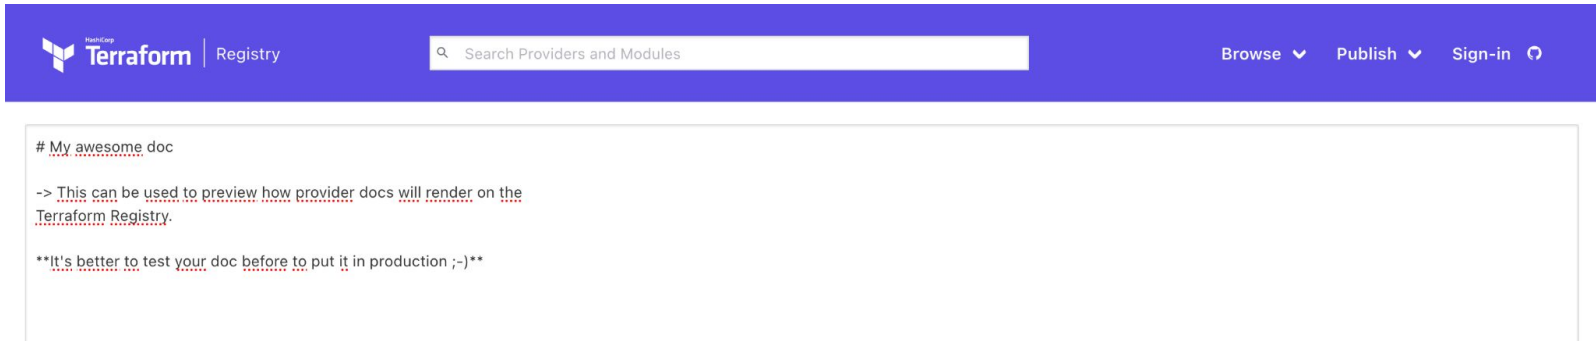 HashiCorp
Terraform Registry
Search Providers and Modules
Browse Publish Sign-in
# My awesome doc
-> This can be used to preview how provider docs will render on the
Terraform Registry.
**It's better to test your doc before to put it in production ;-)**